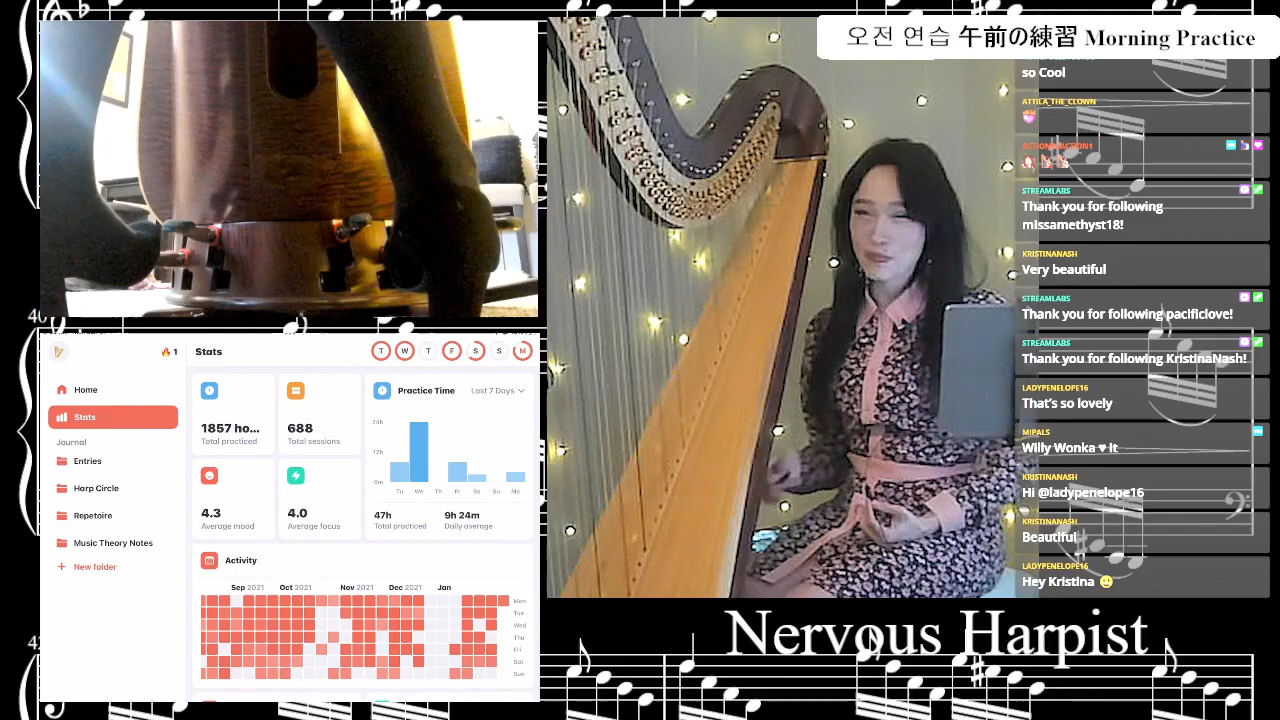 오전 연습 午前の練習 Morning Practice
so Cool
ATTILA_THE_CLOWN
STREAMLABS
Thank you for following
missamethyst18!
KRISTINANASH
Very beautiful
STREAMLABS
Thank you for following pacificlove!
STREAMLABS
Thank you for following KristinaNash!
LADYPENELOPE16
That's so lovely
MIPALS
Willy Wonka ♥ it
KRISTINANASH
Hi @ladypenelope16
KRISTINANASH
Beautiful
LADYPENELOPE16
Hey Kristina
Nervous Harpist
40
42
1
Home
Stats
Journal
Entries
Harp Circle
Repetoire
Music Theory Notes
+ New folder
Stats
T W T F S S M
1857 ho...
Total practiced
688
Total sessions
4.3
Average mood
4.0
Average focus
Practice Time Last 7 Days
24h
12h
0m
Tu We Th Fr Sa Su Mo
47h 9h 24m
Total practiced Daily average
Activity
Sep 2021 Oct 2021 Nov 2021 Dec 2021 Jan
Mon
Tue
Wed
Thu
Fri
Sat
Sun